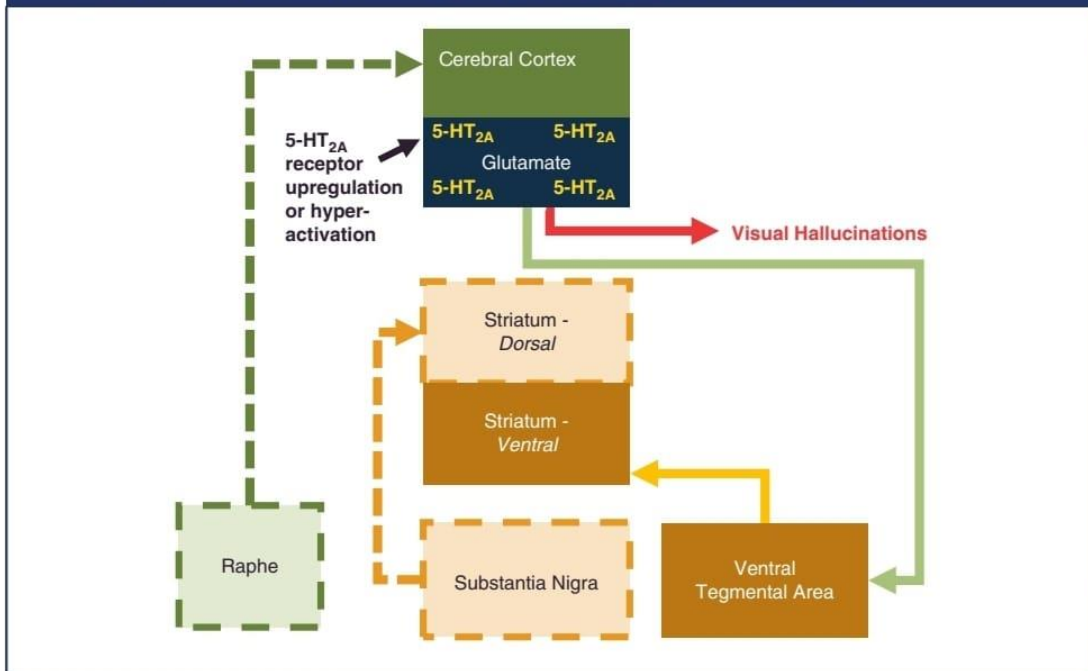 Cerebral Cortex
5-HT2A
5-HT2A
Glutamate
5-HT2A
5-HT2A
5-HT2A
receptor
upregulation
or hyper-
activation
Visual Hallucinations
Striatum -
Dorsal
Striatum -
Ventral
Raphe
Substantia Nigra
Ventral
Tegmental Area